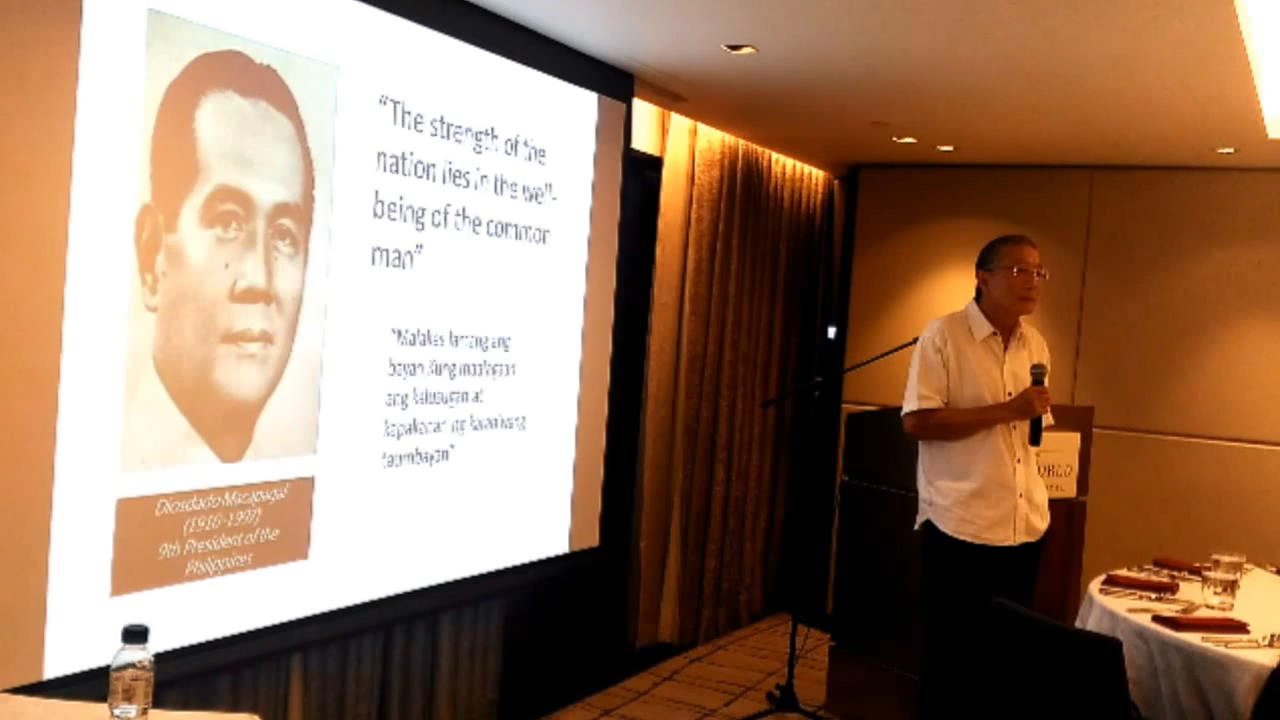 “The strength of the
nation lies in the well-
being of the common
man”
“Malakas lamang ang
bayan kung maalagaan
ang kalusugan at
kapakanan ng karaniwang
taumbayan”
Diosdado Macapagal
(1910-1997)
9th President of the
Philippines